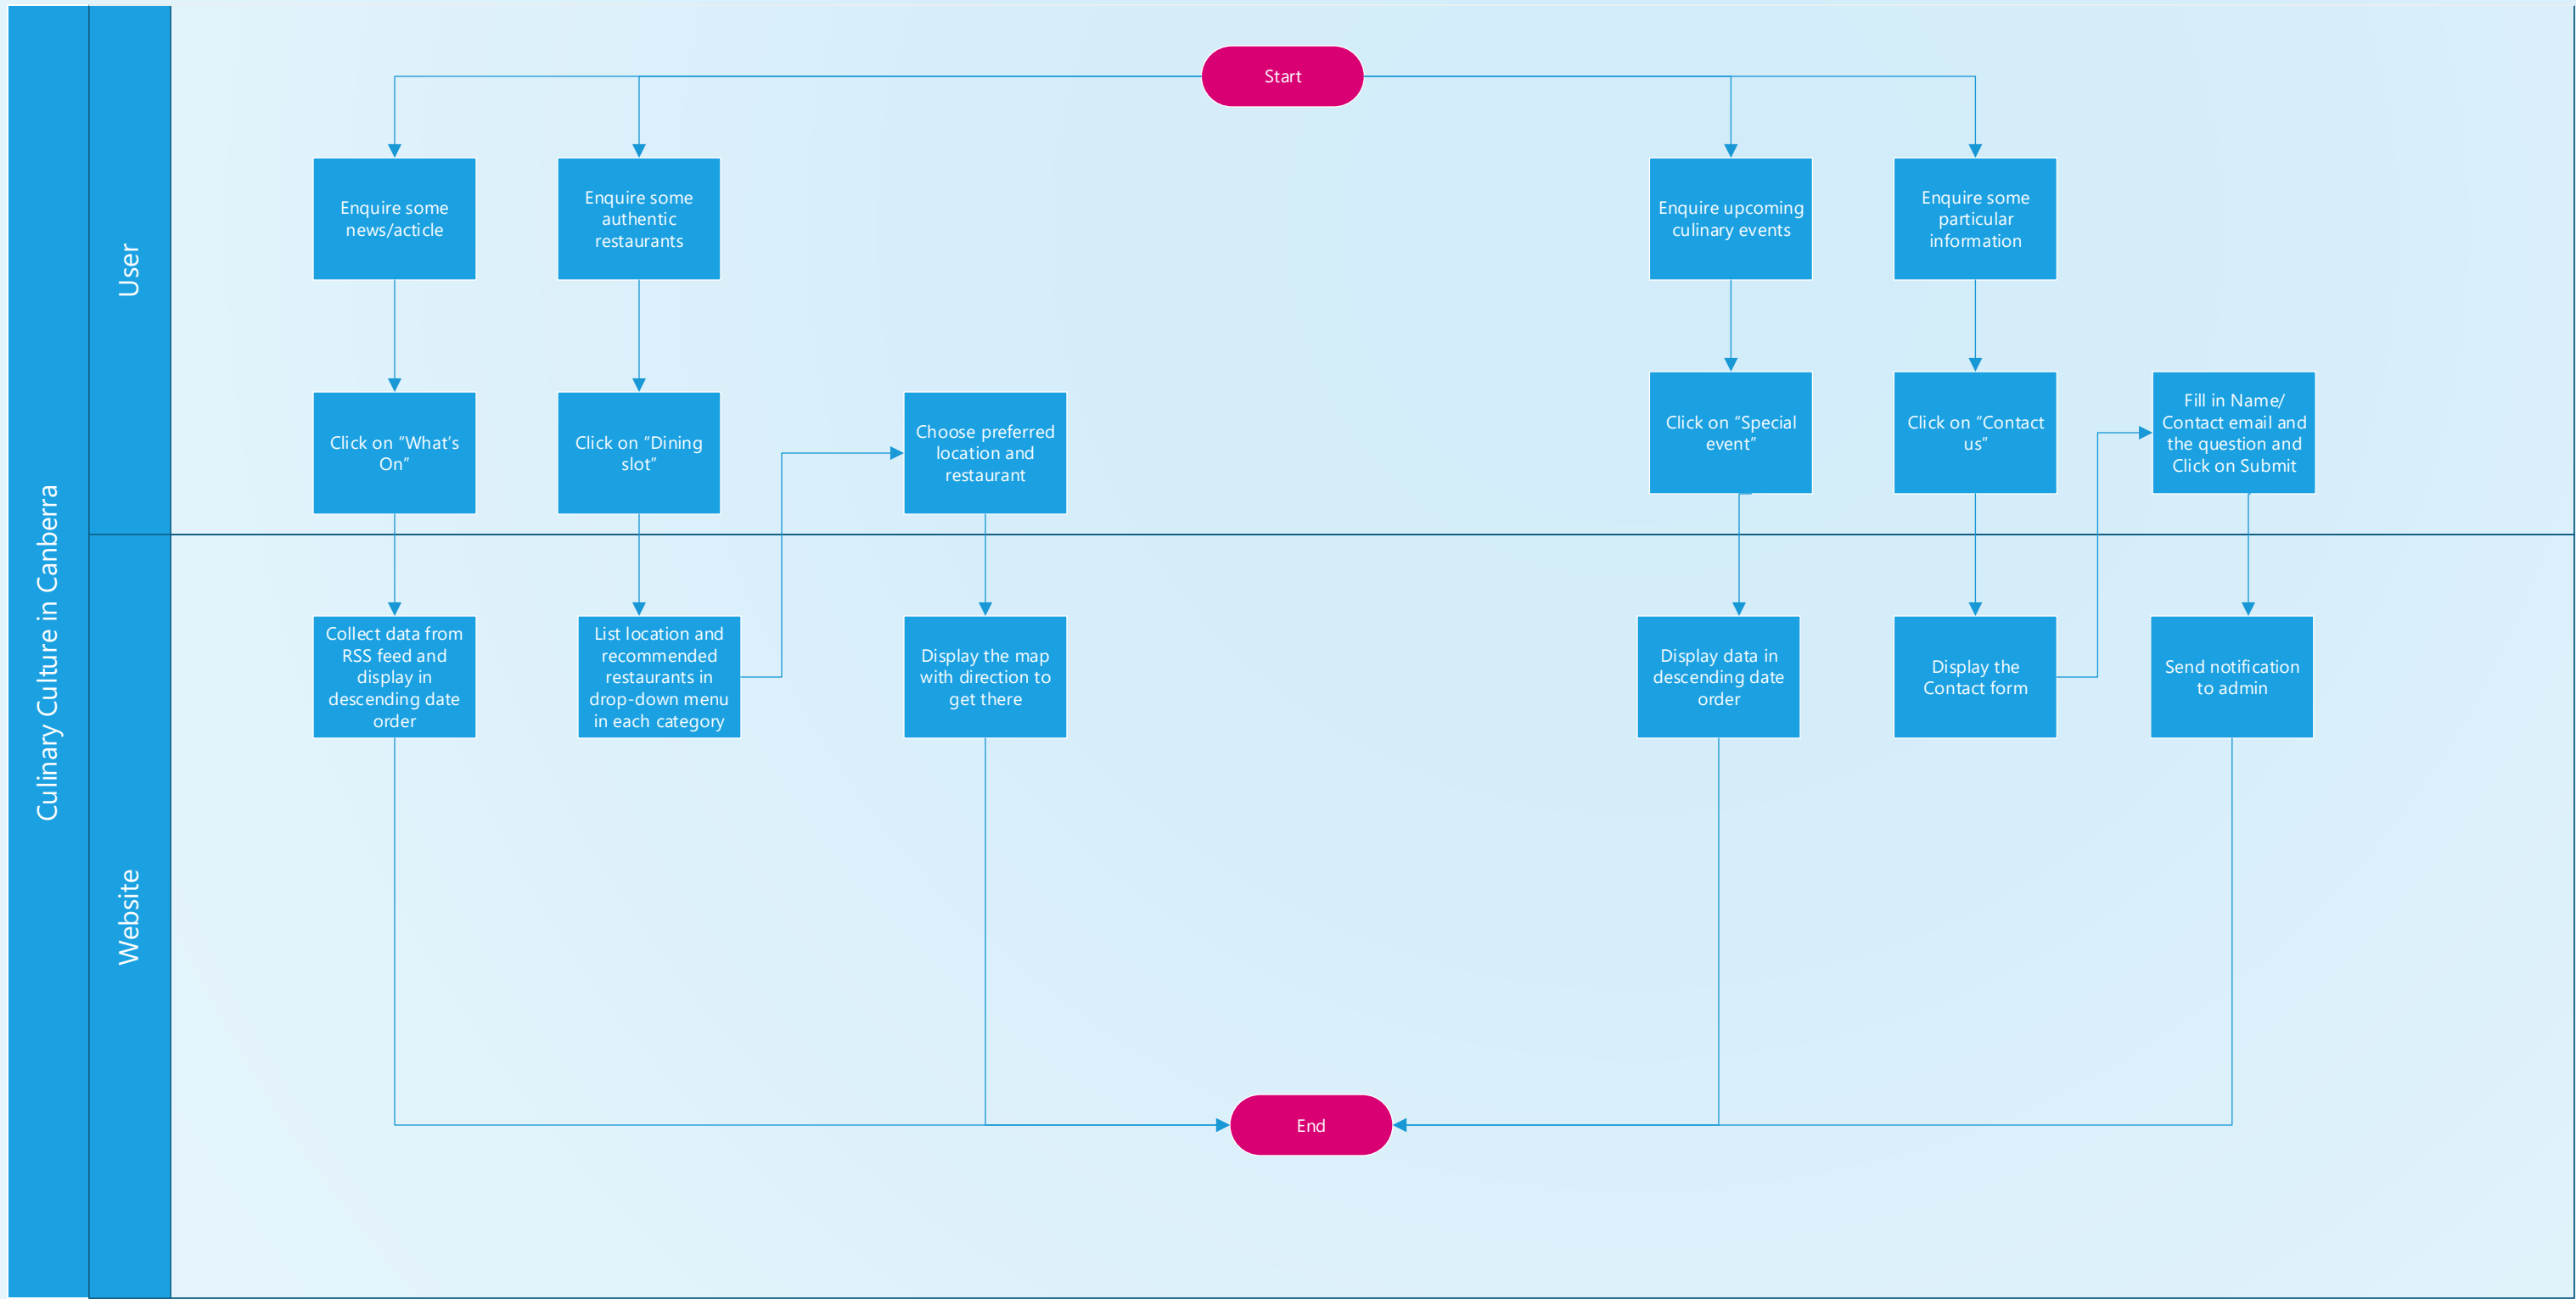 Culinary Culture in Canberra
User
Website
Start
Enquire some
news/acticle
Enquire some
authentic
restaurants
Enquire upcoming
culinary events
Enquire some
particular
information
Click on “What’s
On”
Click on “Dining
slot”
Choose preferred
location and
restaurant
Click on “Special
event”
Click on “Contact
us”
Fill in Name/
Contact email and
the question and
Click on Submit
Collect data from
RSS feed and
display in
descending date
order
List location and
recommended
restaurants in
drop-down menu
in each category
Display the map
with direction to
get there
Display data in
descending date
order
Display the
Contact form
Send notification
to admin
End